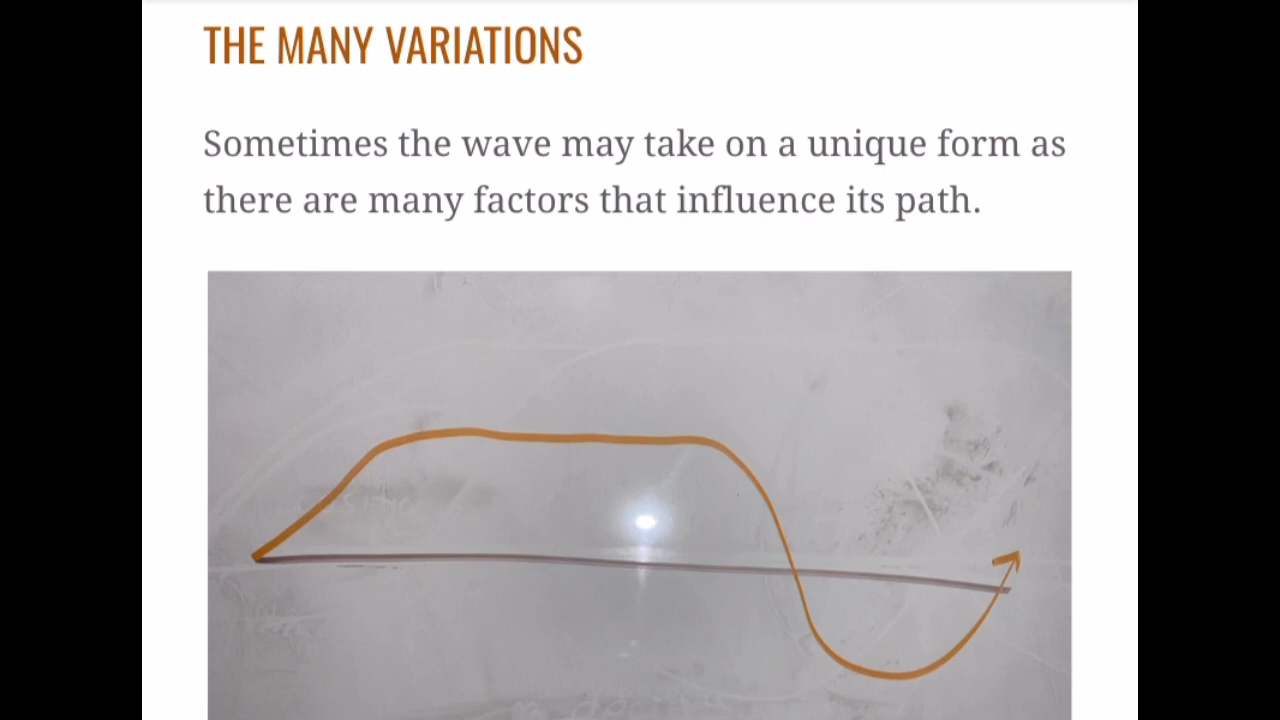 THE MANY VARIATIONS
Sometimes the wave may take on a unique form as
there are many factors that influence its path.